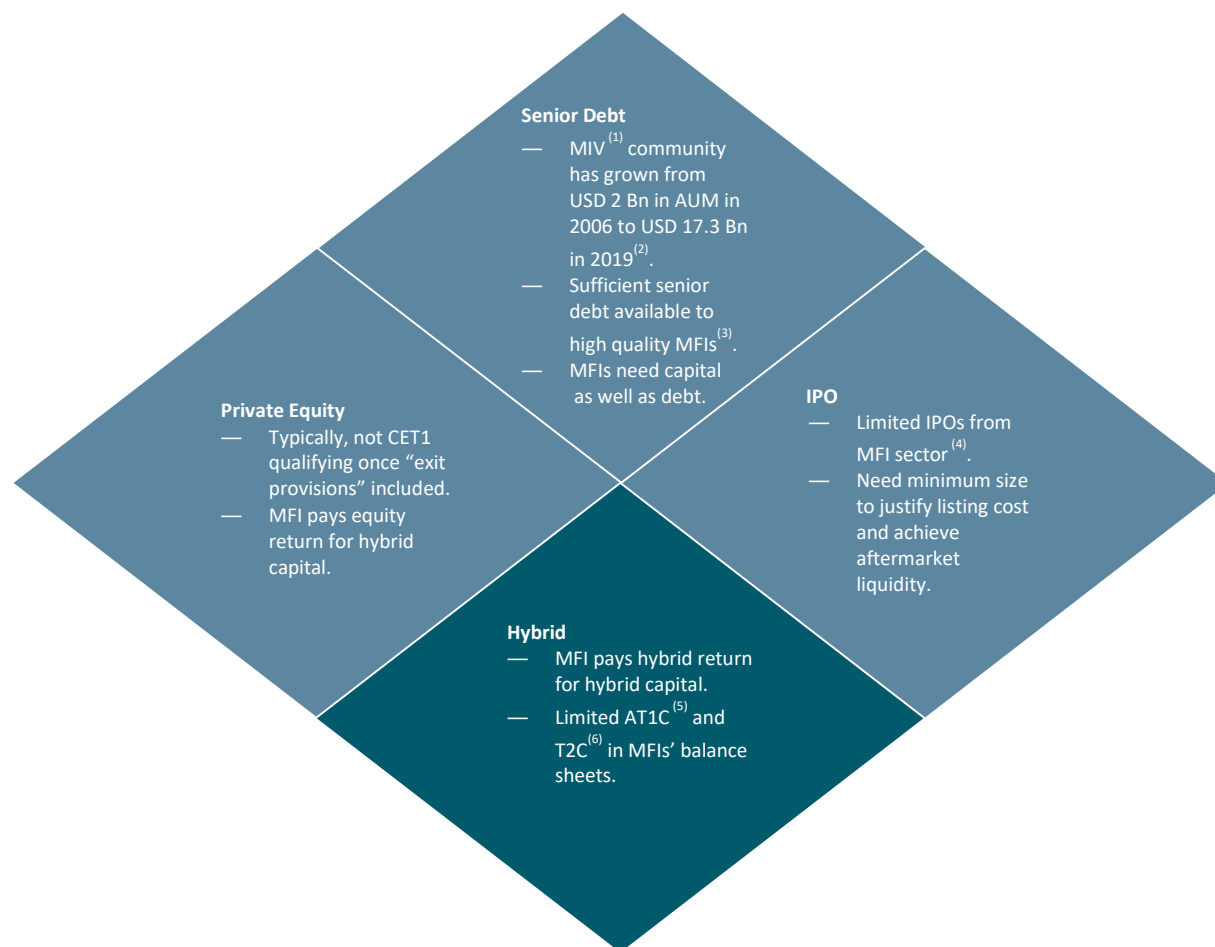 Senior Debt
— MIV (1) community
has grown from
USD 2 Bn in AUM in
2006 to USD 17.3 Bn
in 2019(2).
— Sufficient senior
debt available to
high quality MFIs(3).
— MFIs need capital
as well as debt.
Private Equity
— Typically, not CET1
qualifying once “exit
provisions” included.
— MFI pays equity
return for hybrid
capital.
IPO
— Limited IPOs from
MFI sector (4).
— Need minimum size
to justify listing cost
and achieve
aftermarket
liquidity.
Hybrid
— MFI pays hybrid return
for hybrid capital.
— Limited AT1C (5) and
T2C(6) in MFIs’ balance
sheets.